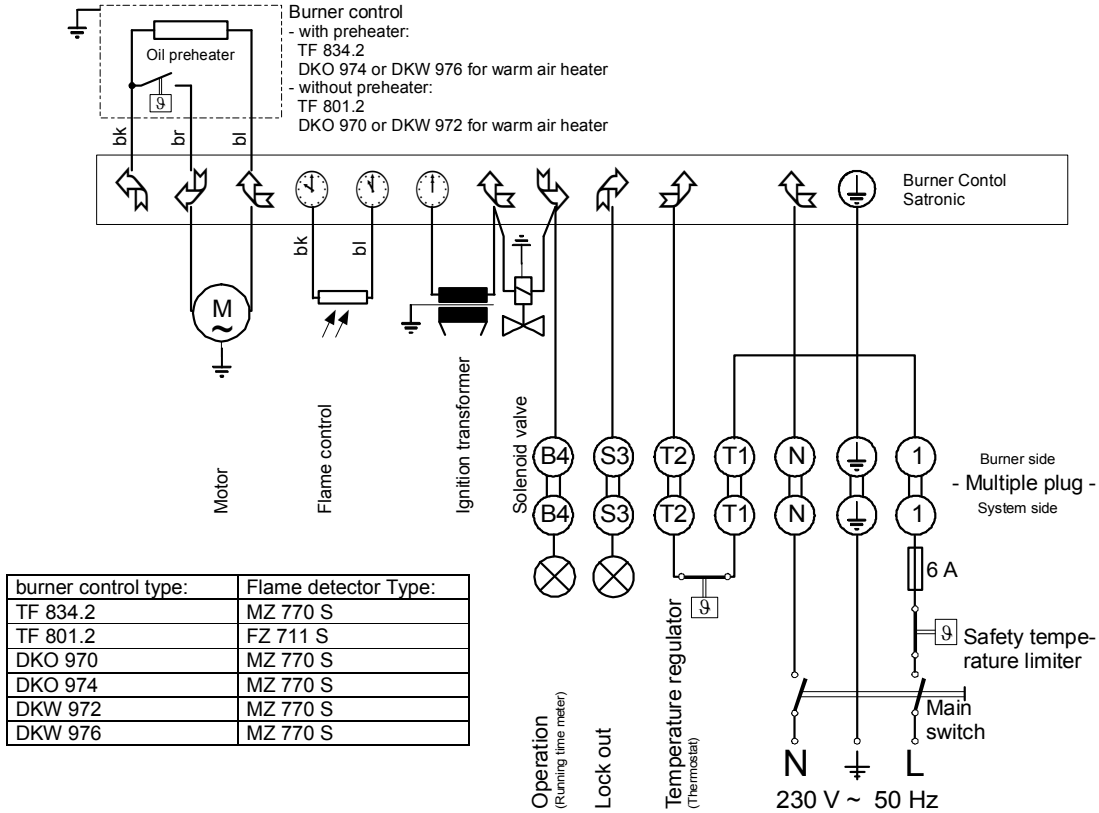 Burner control
- with preheater:
TF 834.2
DKO 974 or DKW 976 for warm air heater
- without preheater:
TF 801.2
DKO 970 or DKW 972 for warm air heater
Oil preheater
ϑ
bk
br
bl
Burner Contol
Satronic
bk
bl
M
~
Motor
Flame control
Ignition transformer
Solenoid valve
B4
S3
T2
T1
N
1
Burner side
- Multiple plug -
System side
B4
S3
T2
T1
N
1
6 A
ϑ
ϑ
Safety tempe-
rature limiter
Main
switch
Operation
(Running time meter)
Lock out
Temperature regulator
(Thermostat)
N
L
230 V ~ 50 Hz
burner control type: Flame detector Type:
TF 834.2 MZ 770 S
TF 801.2 FZ 711 S
DKO 970 MZ 770 S
DKO 974 MZ 770 S
DKW 972 MZ 770 S
DKW 976 MZ 770 S